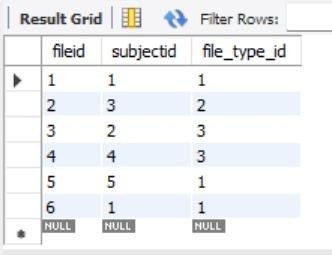 Result Grid Filter Rows:
fileid subjectid file_type_id
1 1 1
2 3 2
3 2 3
4 4 3
5 5 1
6 1 1
NULL NULL NULL